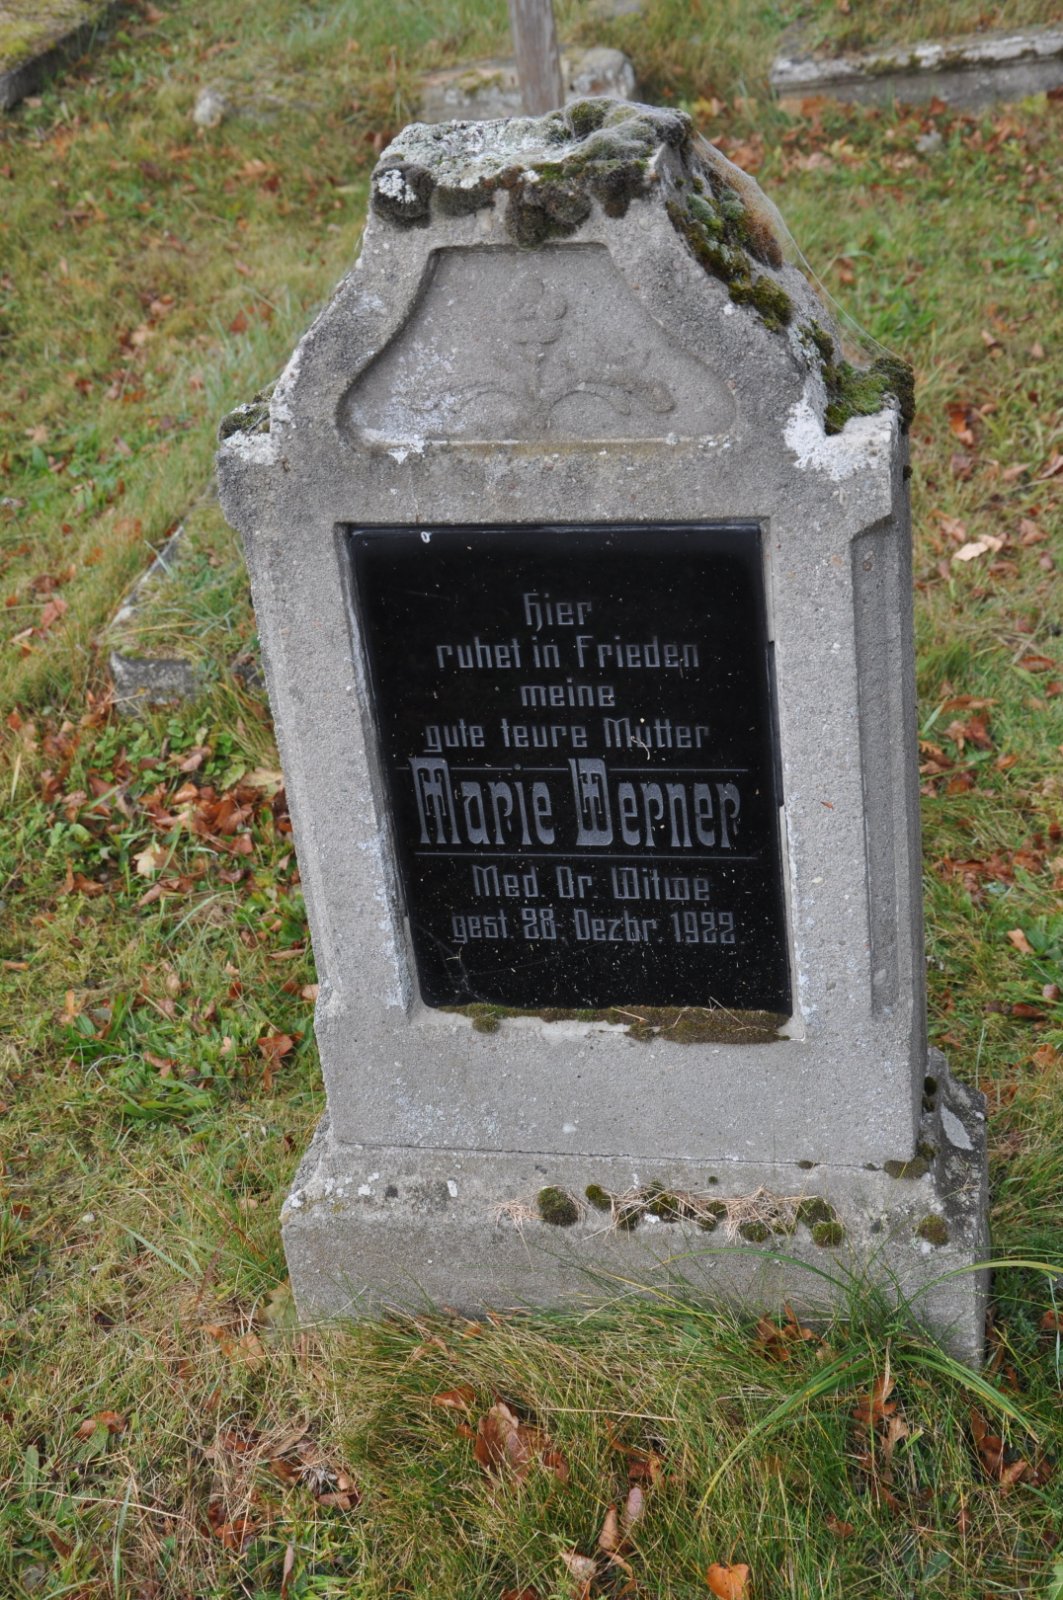 Hier
ruhet in Frieden
meine
gute teure Mutter
Marie Werner
Med. Dr. Witwe
gest 28. Dezbr. 1922.